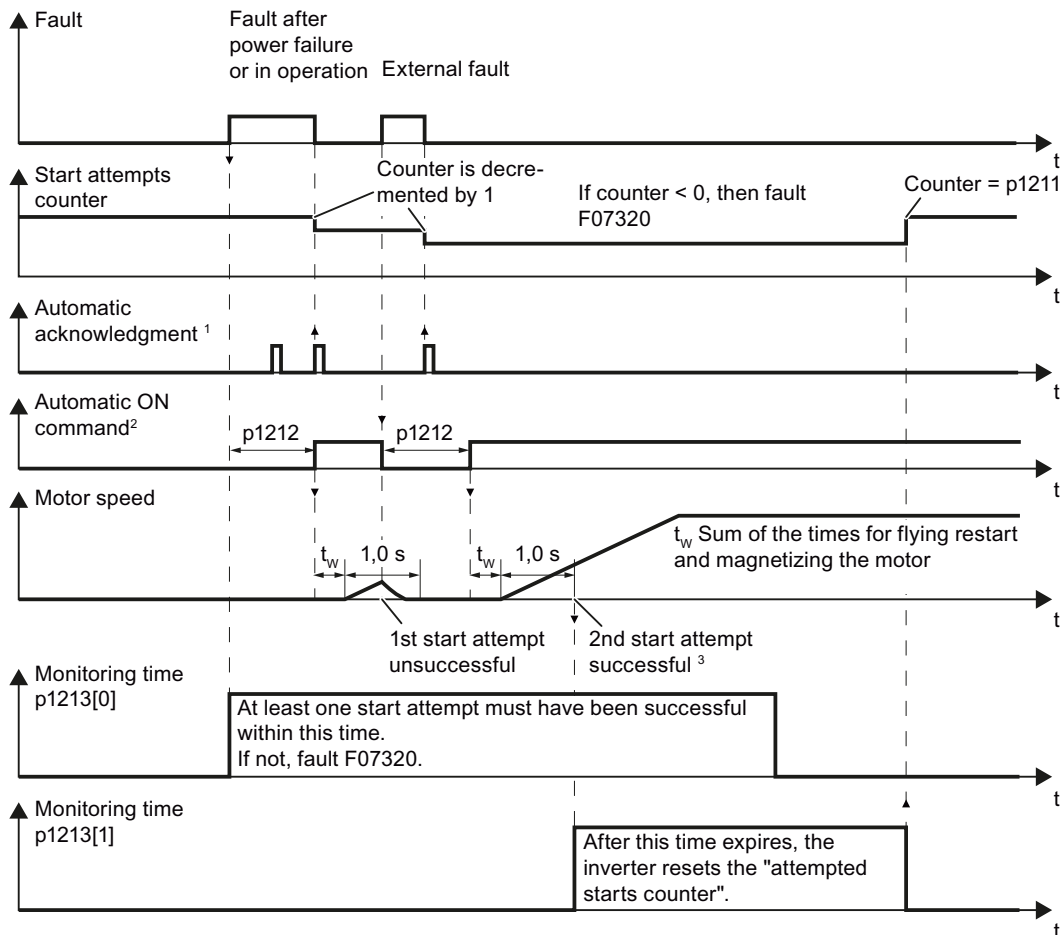 Fault
Fault after
power failure
or in operation
External fault
t
Start attempts
counter
Counter is decre-
mented by 1
If counter < 0, then fault
F07320
Counter = p1211
t
Automatic
acknowledgment ¹
t
Automatic ON
command²
p1212
p1212
t
Motor speed
t_W
1,0 s
t_W
1,0 s
t_W Sum of the times for flying restart
and magnetizing the motor
t
1st start attempt
unsuccessful
2nd start attempt
successful ³
Monitoring time
p1213[0]
At least one start attempt must have been successful
within this time.
If not, fault F07320.
t
Monitoring time
p1213[1]
After this time expires, the
inverter resets the "attempted
starts counter".
t